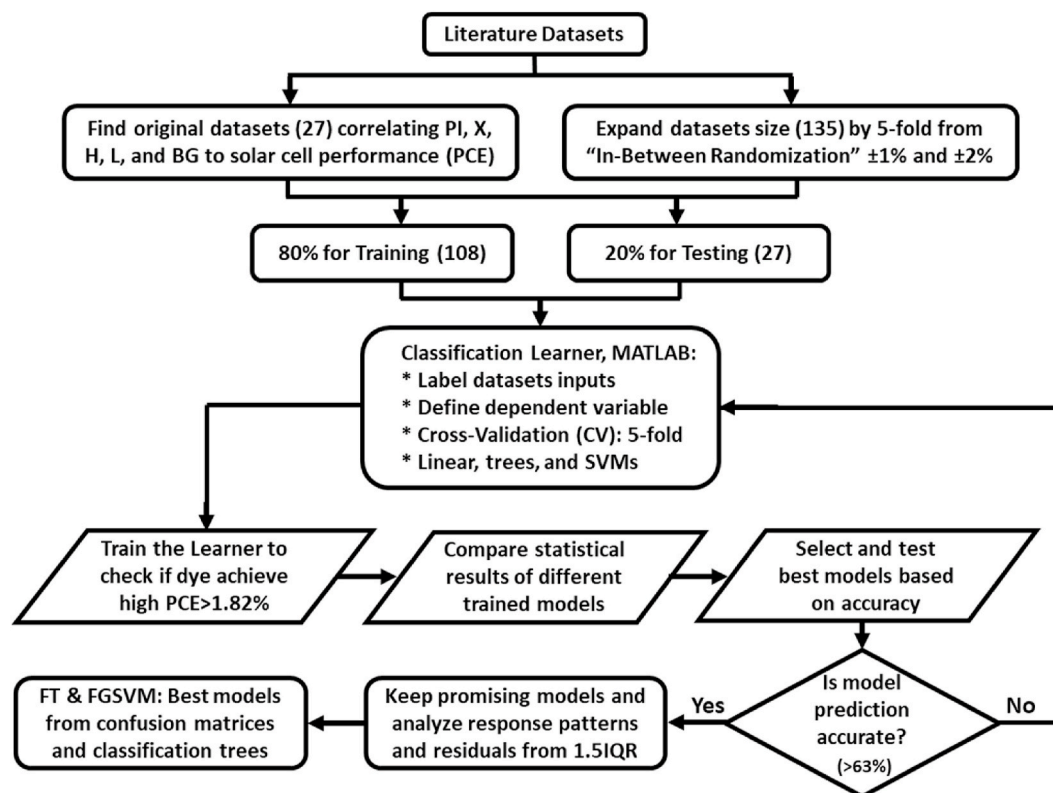 Literature Datasets
Find original datasets (27) correlating PI, X,
H, L, and BG to solar cell performance (PCE)
Expand datasets size (135) by 5-fold from
“In-Between Randomization” ±1% and ±2%
80% for Training (108)
20% for Testing (27)
Classification Learner, MATLAB:
* Label datasets inputs
* Define dependent variable
* Cross-Validation (CV): 5-fold
* Linear, trees, and SVMs
Train the Learner to
check if dye achieve
high PCE>1.82%
Compare statistical
results of different
trained models
Select and test
best models based
on accuracy
Is model
prediction
accurate?
(>63%)
Yes
No
Keep promising models and
analyze response patterns
and residuals from 1.5IQR
FT & FGSVM: Best models
from confusion matrices
and classification trees